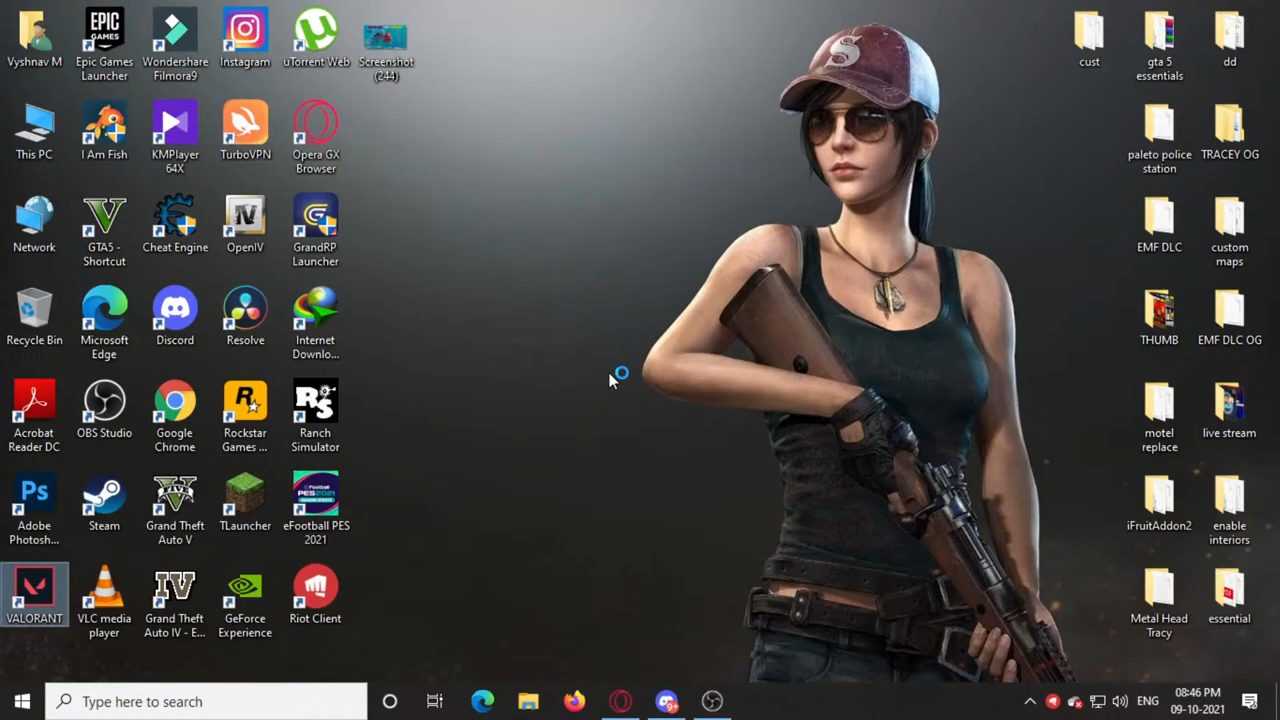 Vyshnav M
Epic Games
Launcher
Wondershare
Filmora9
Instagram
uTorrent Web
Screenshot
(244)
This PC
I Am Fish
KMPlayer
64X
TurboVPN
Opera GX
Browser
Network
GTA5 -
Shortcut
Cheat Engine
OpenIV
GrandRP
Launcher
Recycle Bin
Microsoft
Edge
Discord
Resolve
Internet
Downlo...
Acrobat
Reader DC
OBS Studio
Google
Chrome
Rockstar
Games ...
Ranch
Simulator
Adobe
Photosh...
Steam
Grand Theft
Auto V
TLauncher
eFootball PES
2021
VALORANT
VLC media
player
Grand Theft
Auto IV - E...
GeForce
Experience
Riot Client
cust
gta 5
essentials
dd
paleto police
station
TRACEY OG
EMF DLC
custom
maps
THUMB
EMF DLC OG
motel
replace
live stream
iFruitAddon2
enable
interiors
Metal Head
Tracy
essential
EPIC
GAMES
IV
R
RS
Ps
PES2021
V
IV
S
Type here to search
9+
ENG
08:46 PM
09-10-2021